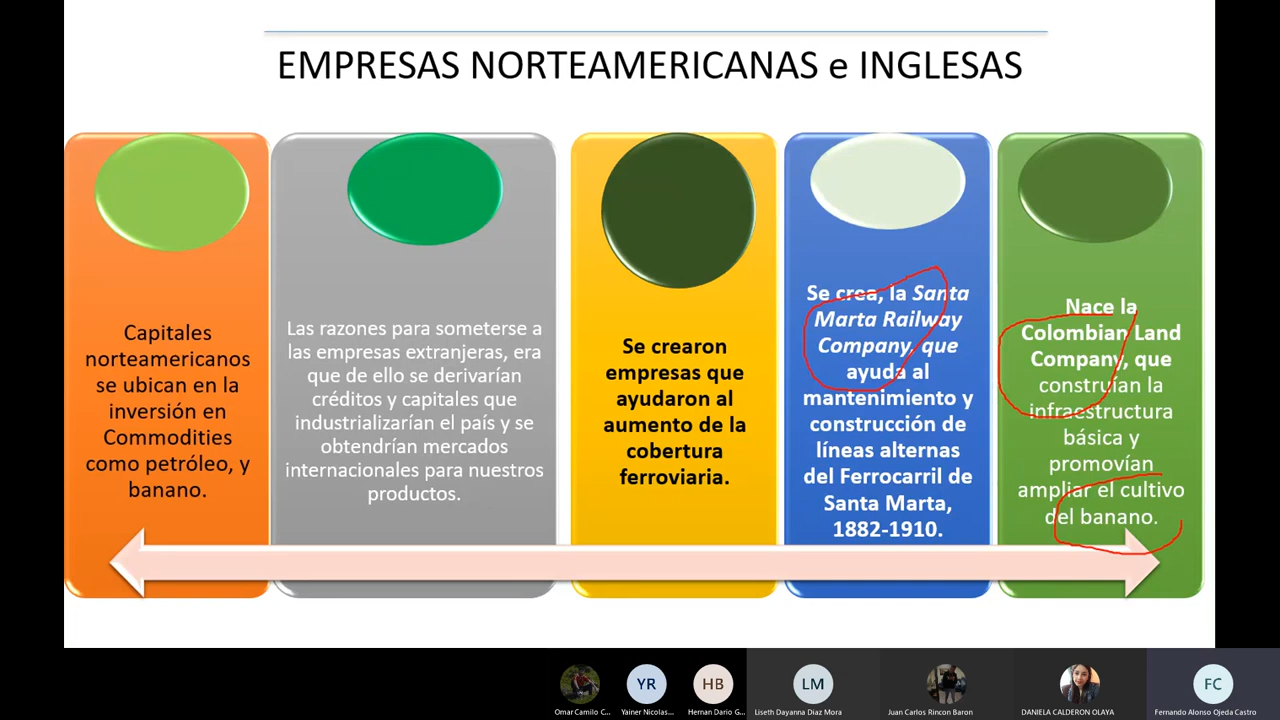 EMPRESAS NORTEAMERICANAS e INGLESAS
Capitales
norteamericanos
se ubican en la
inversión en
Commodities
como petróleo, y
banano.
Las razones para someterse a
las empresas extranjeras, era
que de ello se derivarían
créditos y capitales que
industrializarían el país y se
obtendrían mercados
internacionales para nuestros
productos.
Se crearon
empresas que
ayudaron al
aumento de la
cobertura
ferroviaria.
Se crea, la Santa
Marta Railway
Company, que
ayuda al
mantenimiento y
construcción de
líneas alternas
del Ferrocarril de
Santa Marta,
1882-1910.
Nace la
Colombian Land
Company, que
construían la
infraestructura
básica y
promovían
ampliar el cultivo
del banano.
YR
HB
LM
FC
Omar Camilo C...
Yainer Nicolas...
Hernan Dario G...
Liseth Dayanna Diaz Mora
Juan Carlos Rincon Baron
DANIELA CALDERON OLAYA
Fernando Alonso Ojeda Castro